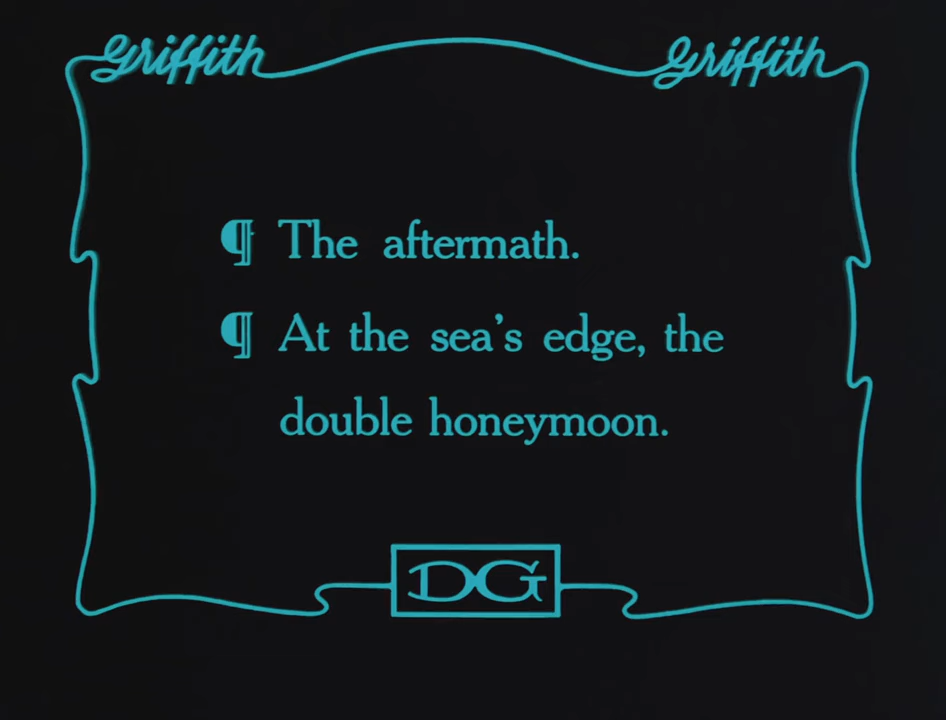 Griffith Griffith
¶ The aftermath.
¶ At the sea's edge, the
double honeymoon.
DG